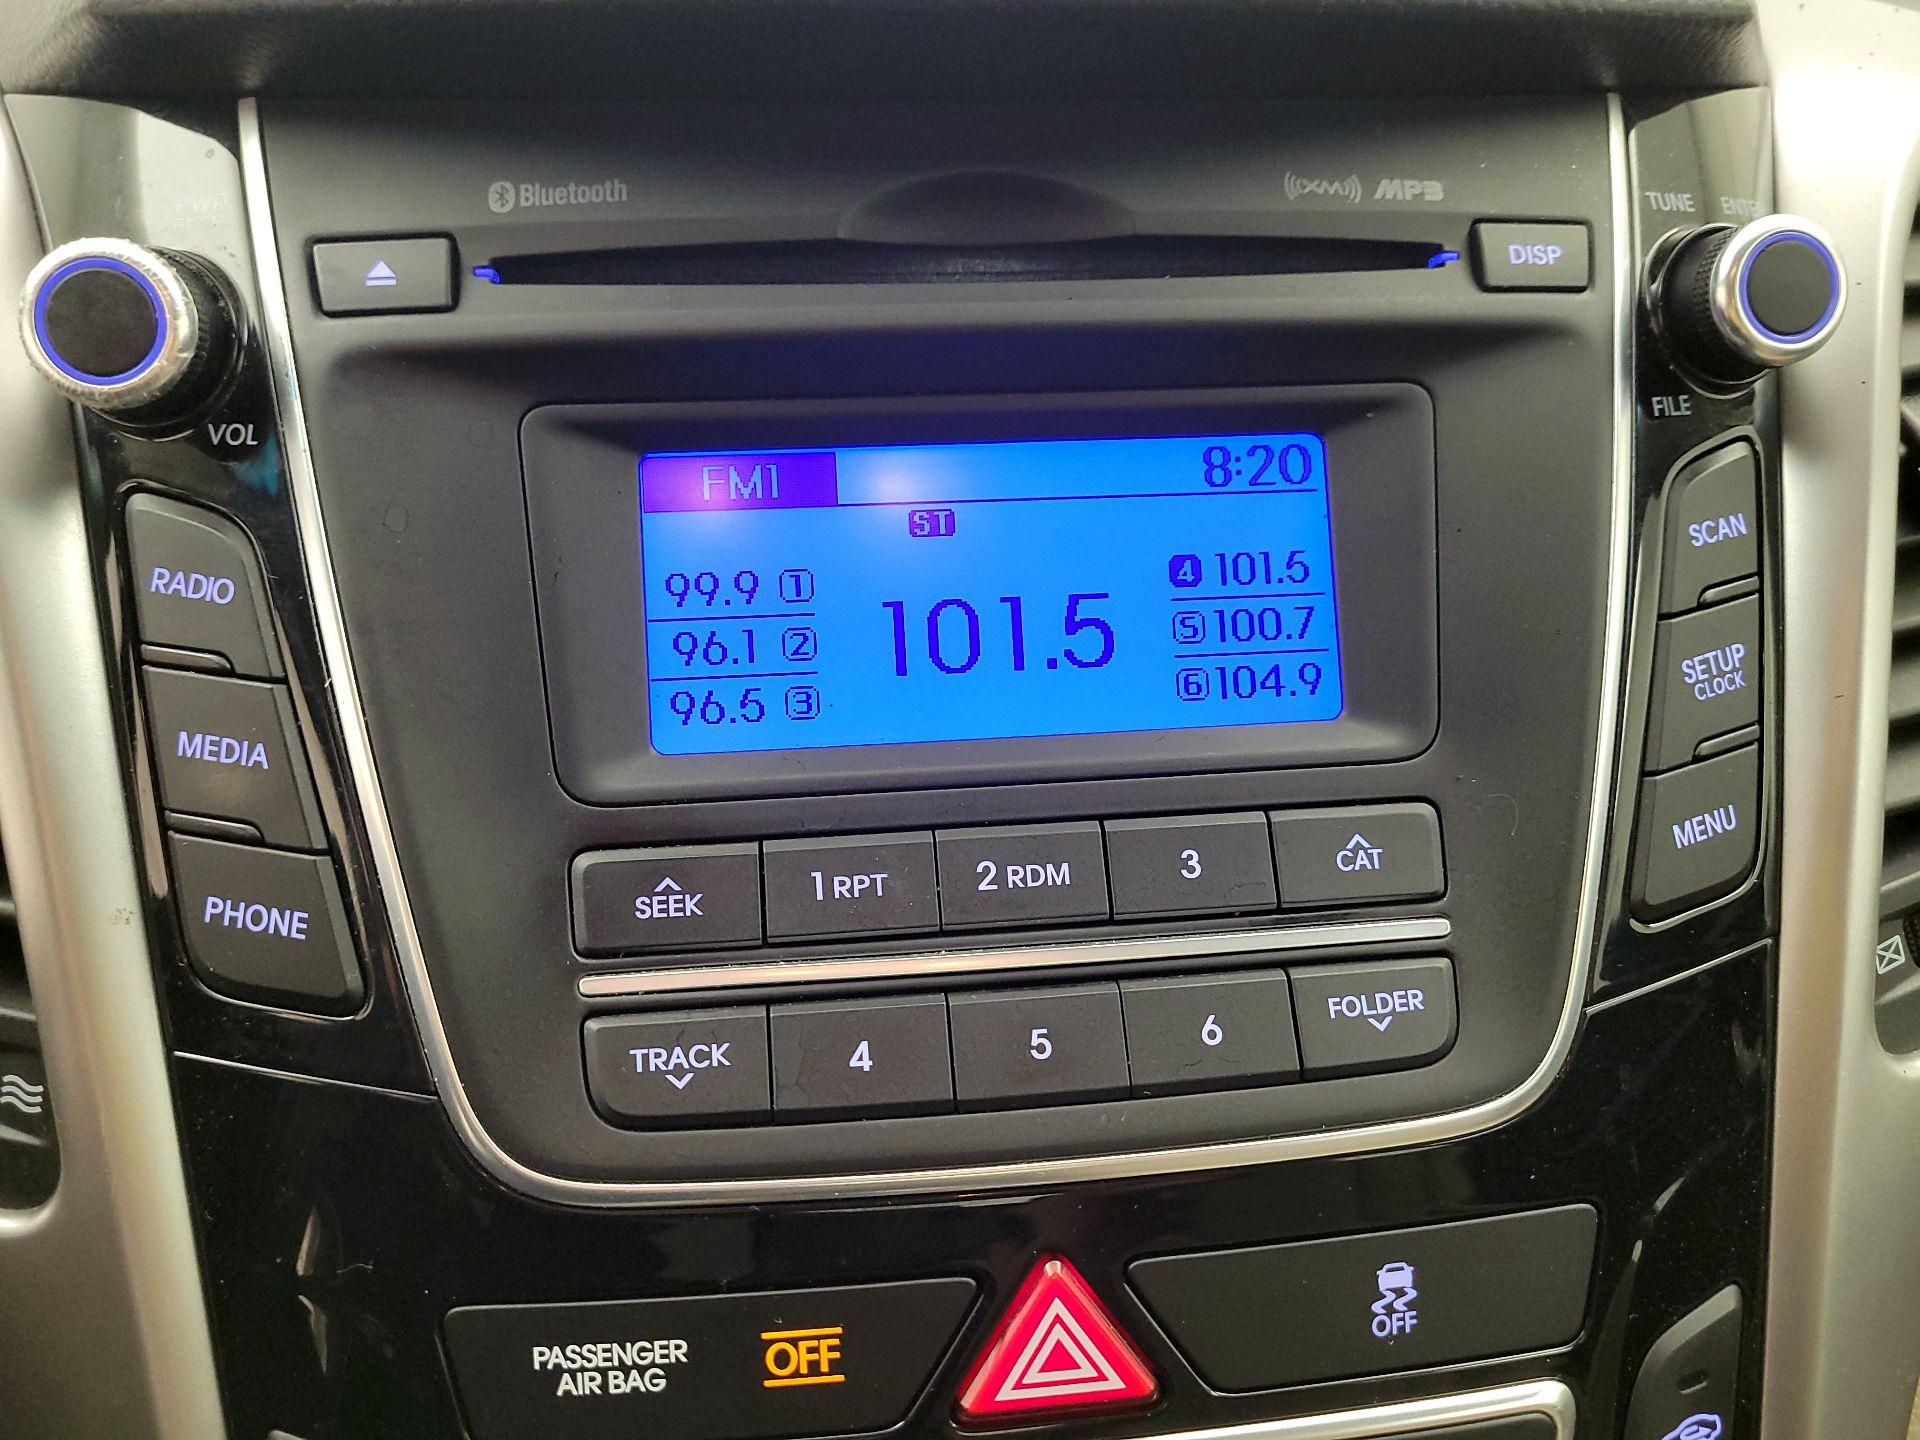 Bluetooth
XM MP3
PWR
TUNE ENTER
DISP
VOL
FILE
FM1 8:20
ST
99.9 1
96.1 2
96.5 3
101.5
4 101.5
5 100.7
6 104.9
RADIO
MEDIA
PHONE
SCAN
SETUP
CLOCK
MENU
SEEK
1 RPT
2 RDM
3
CAT
TRACK
4
5
6
FOLDER
PASSENGER
AIR BAG
OFF
OFF